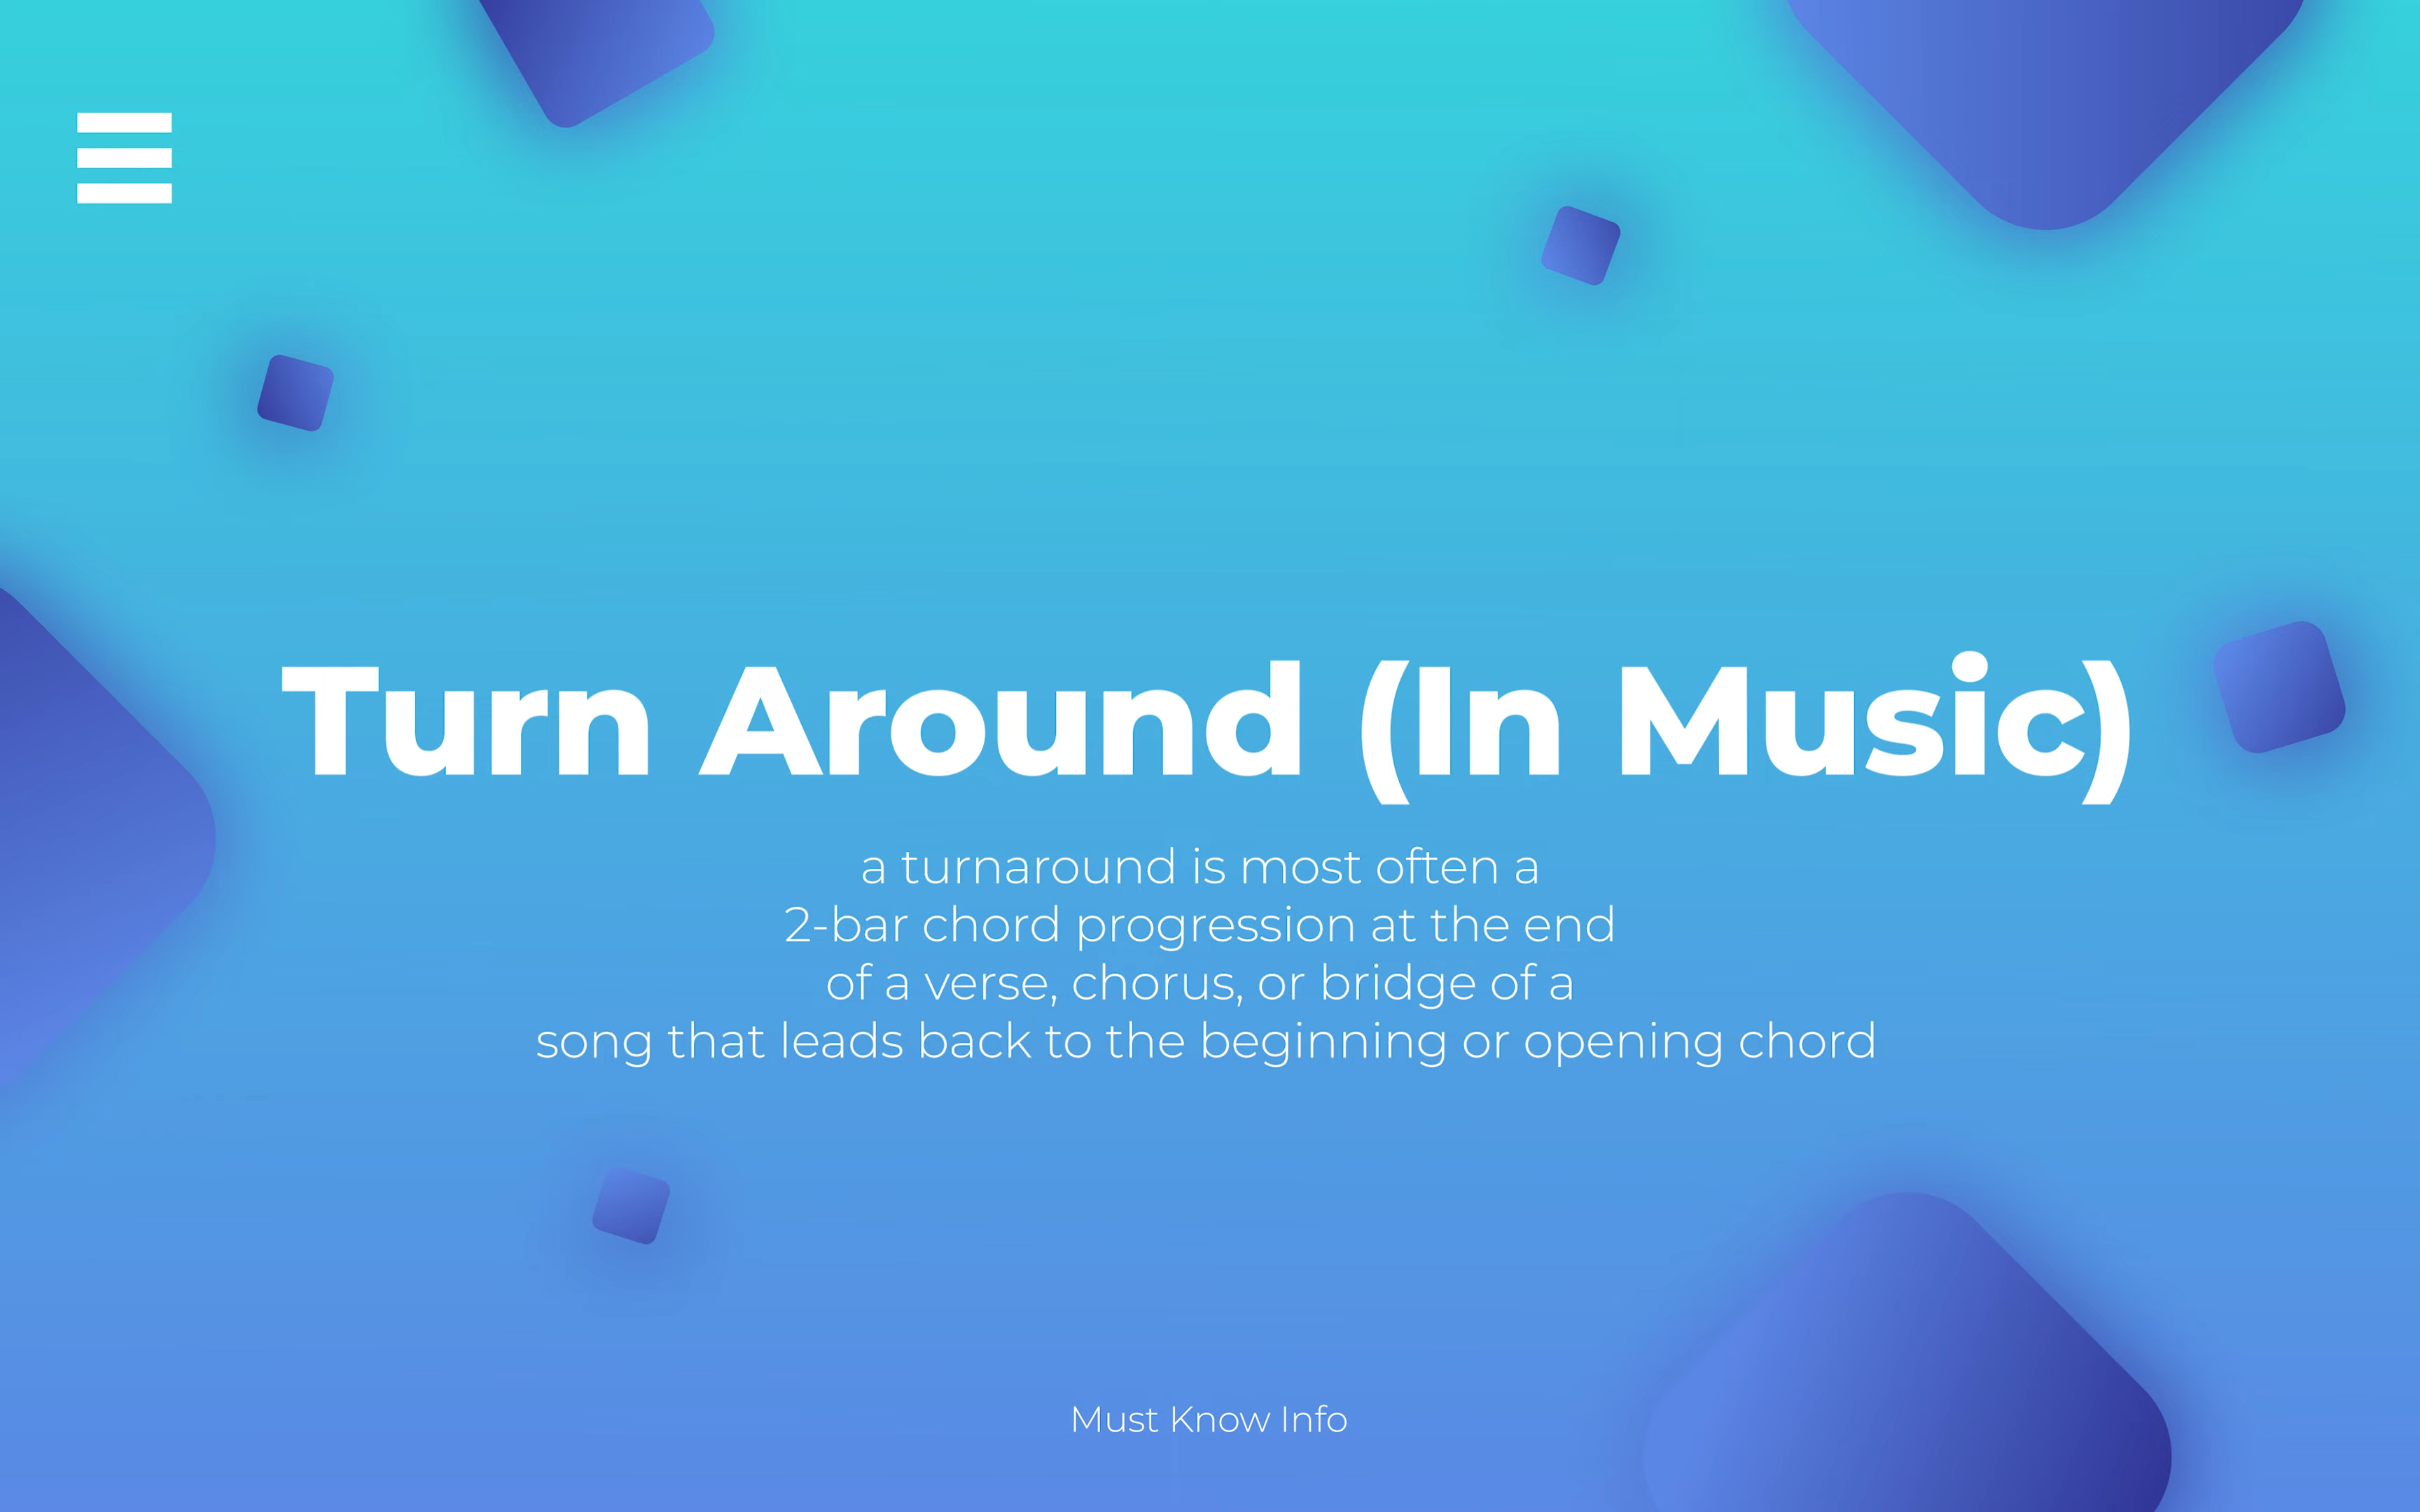 Turn Around (In Music)
a turnaround is most often a
2-bar chord progression at the end
of a verse, chorus, or bridge of a
song that leads back to the beginning or opening chord
Must Know Info